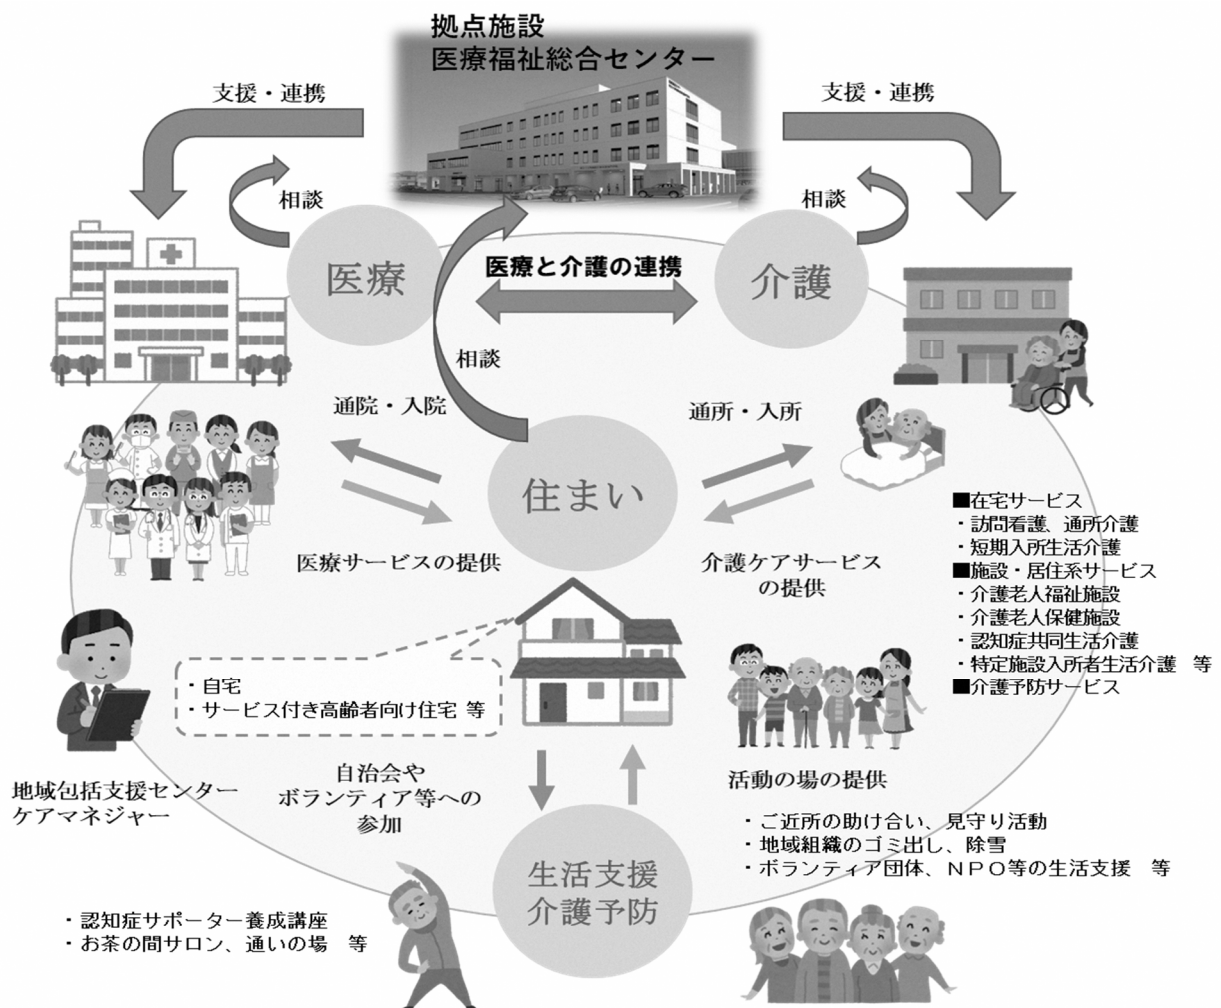 拠点施設
医療福祉総合センター
支援・連携
支援・連携
相談
相談
医療
医療と介護の連携
介護
相談
通院・入院
通所・入所
住まい
医療サービスの提供
介護ケアサービス
の提供
■在宅サービス
・訪問看護、通所介護
・短期入所生活介護
■施設・居住系サービス
・介護老人福祉施設
・介護老人保健施設
・認知症共同生活介護
・特定施設入所者生活介護　等
■介護予防サービス
・自宅
・サービス付き高齢者向け住宅 等
地域包括支援センター
ケアマネジャー
自治会や
ボランティア等への
参加
活動の場の提供
・ご近所の助け合い、見守り活動
・地域組織のゴミ出し、除雪
・ボランティア団体、ＮＰＯ等の生活支援　等
生活支援
介護予防
・認知症サポーター養成講座
・お茶の間サロン、通いの場　等